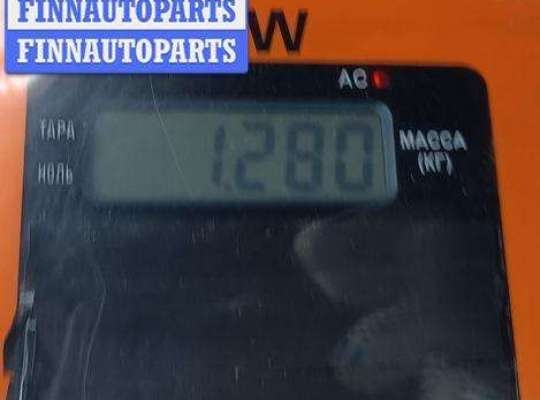 FINNAUTOPARTS
FINNAUTOPARTS
W
AC
ТАРА
НОЛЬ
1.280
МАССА
(КГ)